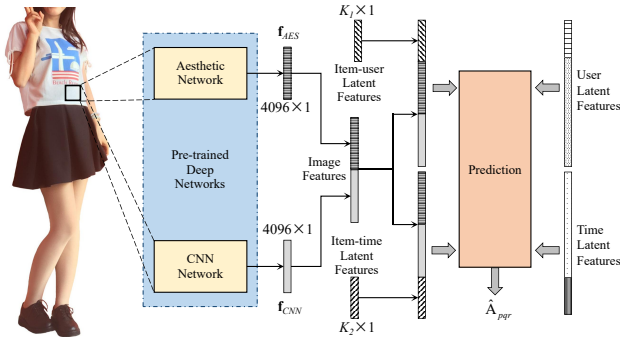 Aesthetic
Network
Pre-trained
Deep
Networks
CNN
Network
f_AES
4096×1
4096×1
f_CNN
Image
Features
K_1×1
Item-user
Latent
Features
Item-time
Latent
Features
K_2×1
Prediction
Â_pqr
User
Latent
Features
Time
Latent
Features